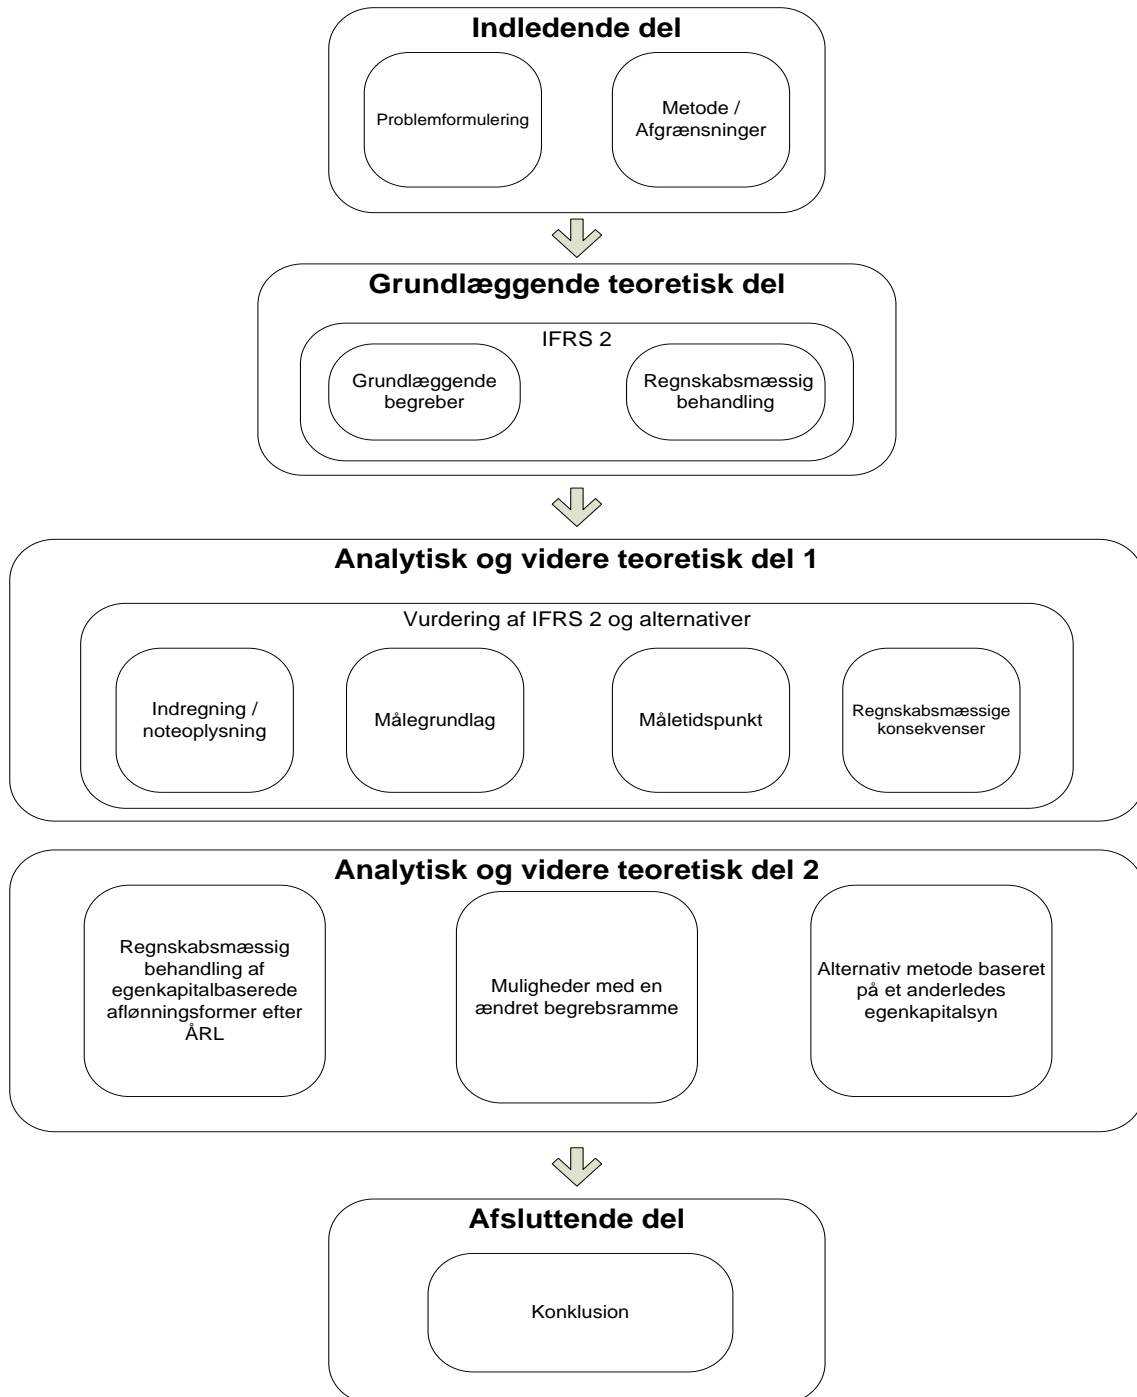 Indledende del
Problemformulering
Metode /
Afgrænsninger
Grundlæggende teoretisk del
IFRS 2
Grundlæggende
begreber
Regnskabsmæssig
behandling
Analytisk og videre teoretisk del 1
Vurdering af IFRS 2 og alternativer
Indregning /
noteoplysning
Målegrundlag
Måletidspunkt
Regnskabsmæssige
konsekvenser
Analytisk og videre teoretisk del 2
Regnskabsmæssig
behandling af
egenkapitalbaserede
aflønningsformer efter
ÅRL
Muligheder med en
ændret begrebsramme
Alternativ metode baseret
på et anderledes
egenkapitalsyn
Afsluttende del
Konklusion